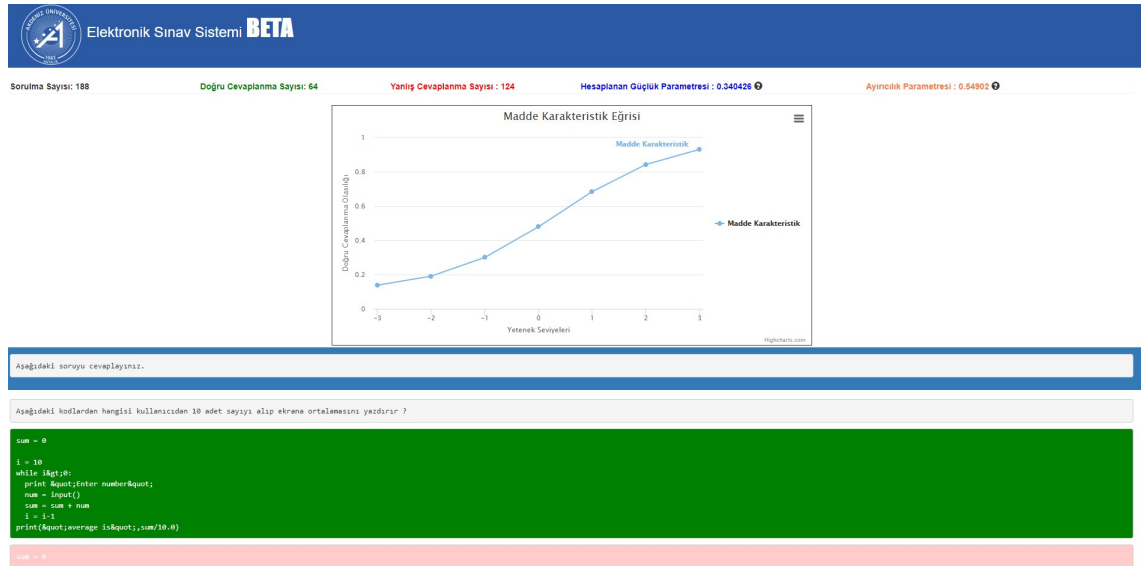 AKDENİZ ÜNİVERSİTESİ
Elektronik Sınav Sistemi BETA
Sorulma Sayısı: 188
Doğru Cevaplanma Sayısı: 64
Yanlış Cevaplanma Sayısı : 124
Hesaplanan Güçlük Parametresi : 0.340426
Ayırıcılık Parametresi : 0.54902
Madde Karakteristik Eğrisi
Doğru Cevaplanma Olasılığı
1
0.8
0.6
0.4
0.2
0
Madde Karakteristik
-3 -2 -1 0 1 2 3
Yetenek Seviyeleri
Madde Karakteristik
Highcharts.com
Aşağıdaki soruyu cevaplayınız.
Aşağıdaki kodlardan hangisi kullanıcıdan 10 adet sayıyı alıp ekrana ortalamasını yazdırır ?
sum = 0
i = 10
while i&gt;0:
print &quot;Enter number&quot;
num = input()
sum = sum + num
i = i-1
print(&quot;average is&quot;,sum/10.0)
sum = 0